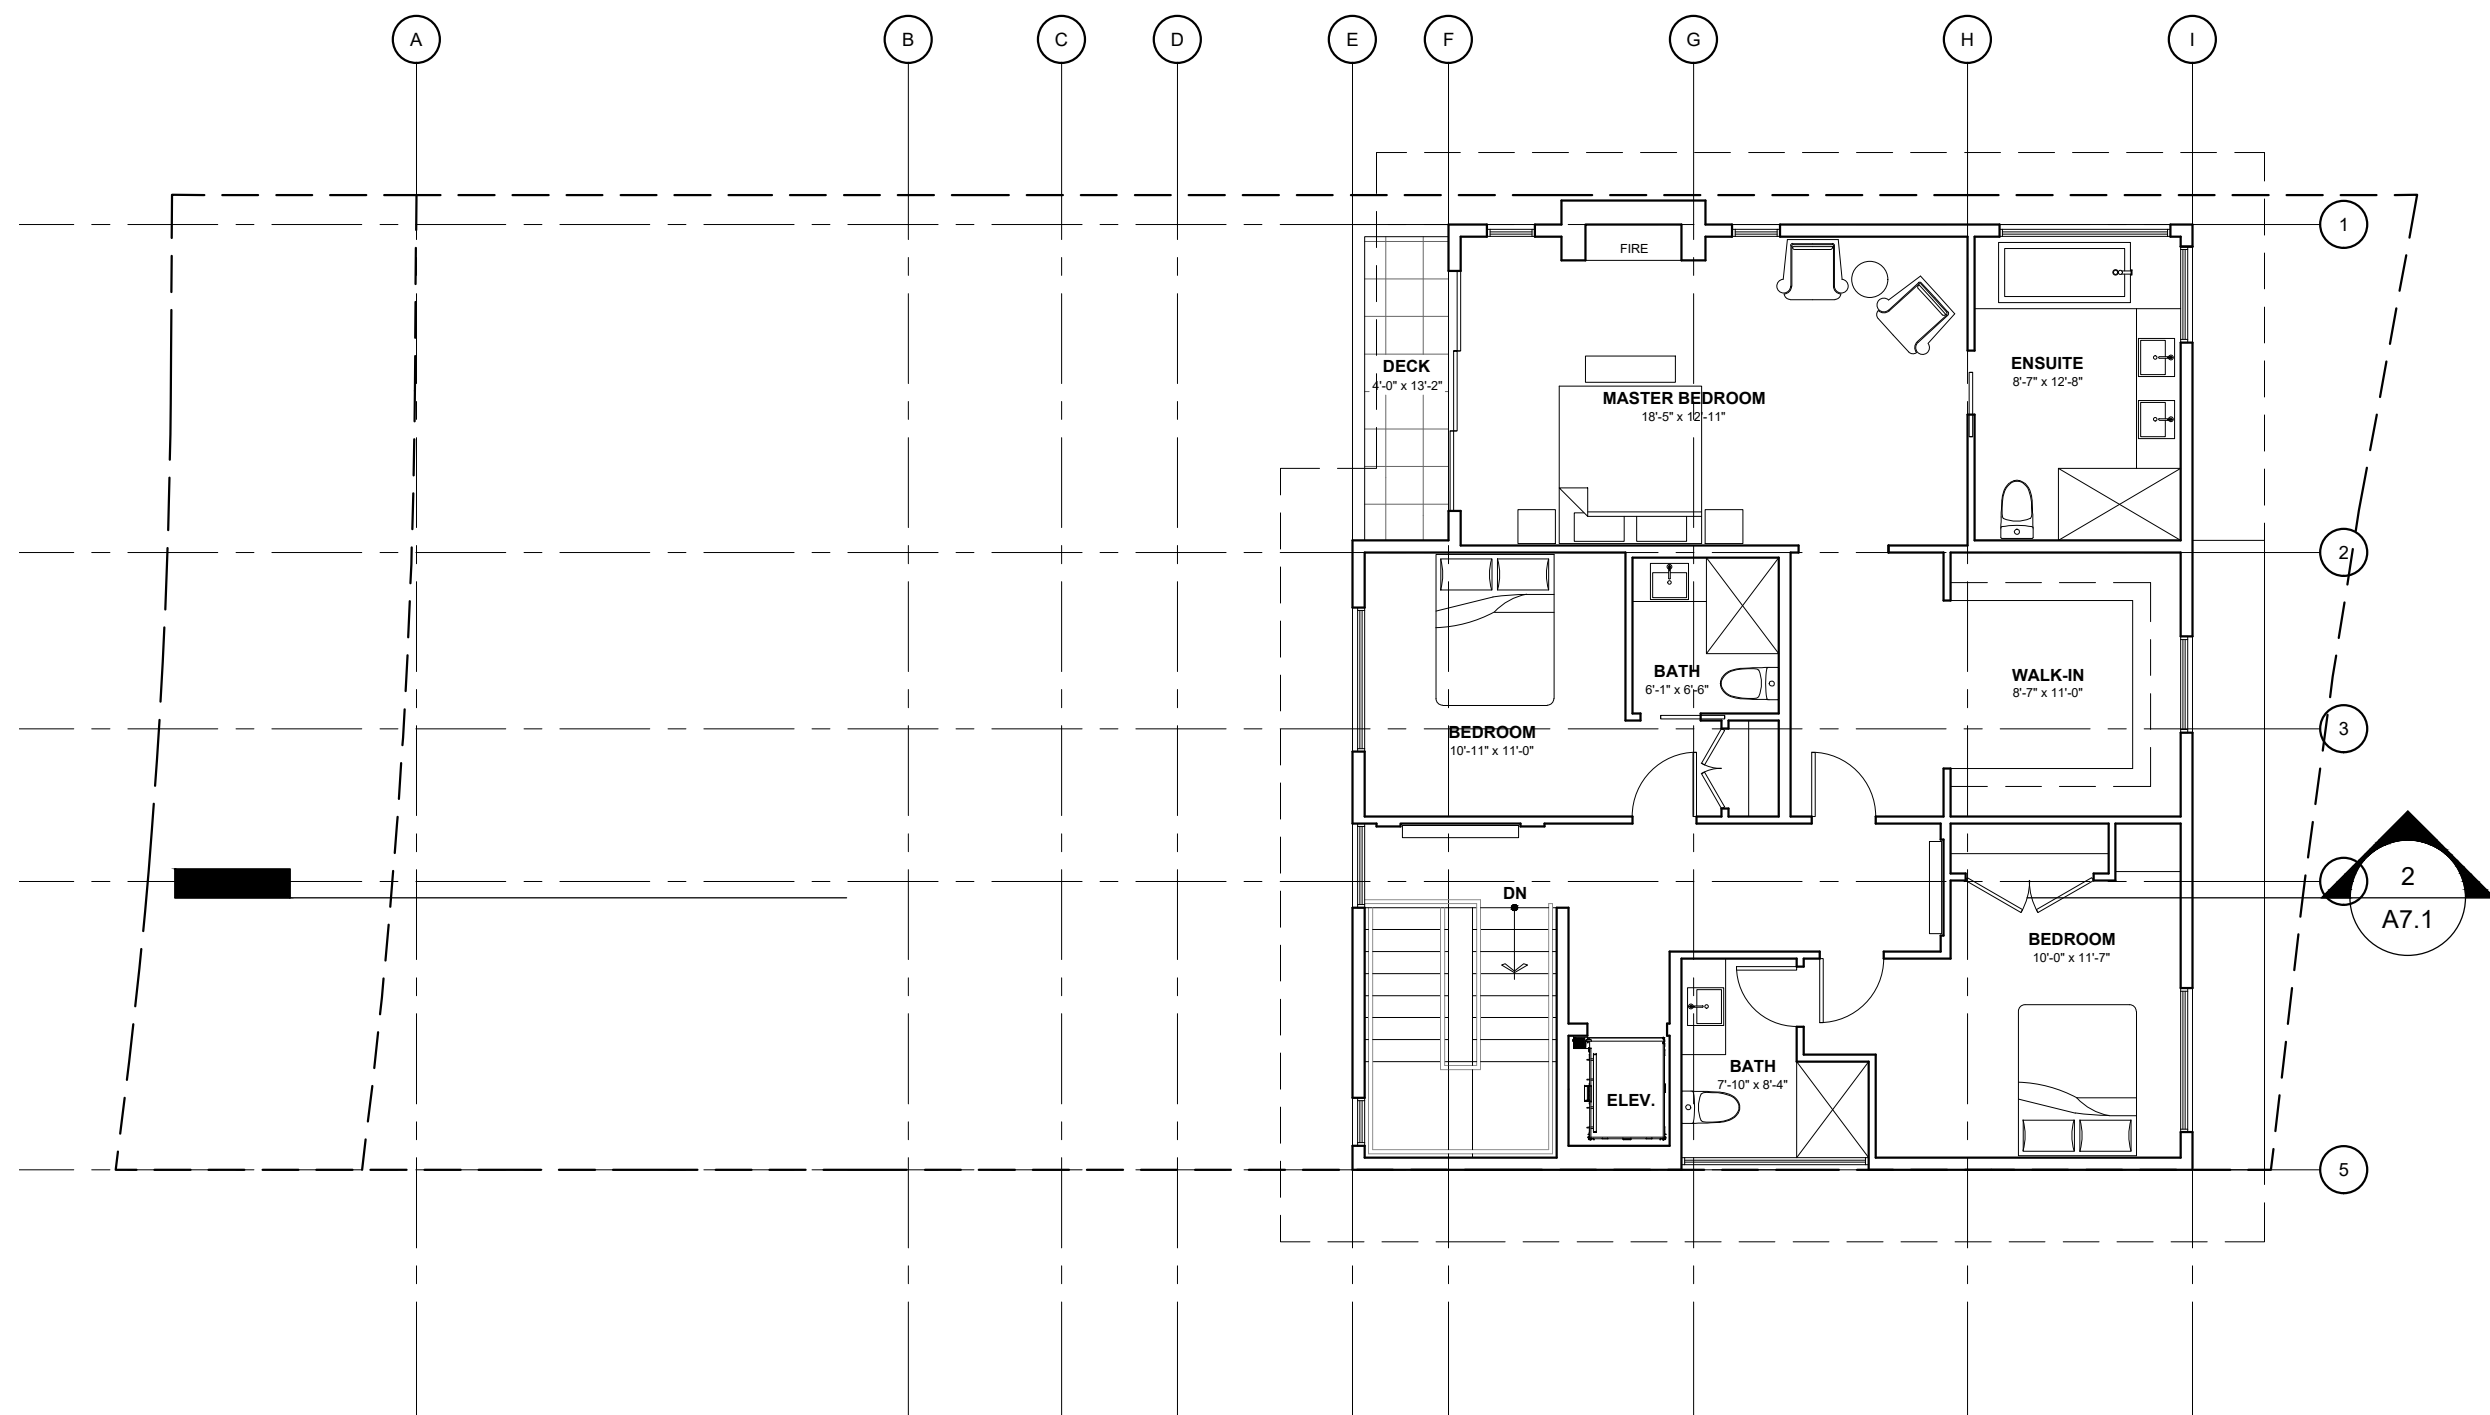 A
B
C
D
E
F
G
H
I
1
FIRE
DECK
4'-0" x 13'-2"
ENSUITE
8'-7" x 12'-8"
MASTER BEDROOM
18'-5" x 12'-11"
2
BATH
6'-1" x 6'-6"
WALK-IN
8'-7" x 11'-0"
BEDROOM
10'-11" x 11'-0"
3
DN
2
A7.1
BEDROOM
10'-0" x 11'-7"
BATH
7'-10" x 8'-4"
ELEV.
5